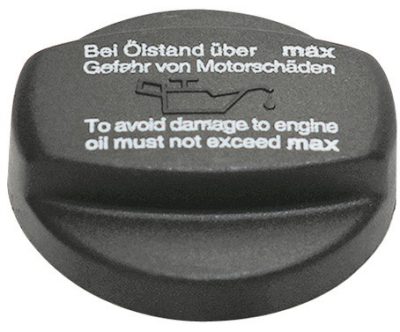 Bei Ölstand über max
Gefahr von Motorschäden
To avoid damage to engine
oil must not exceed max